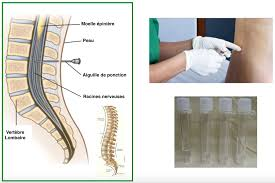 Moelle épinière
Peau
Aiguille de ponction
Racines nerveuses
Vertèbre
Lombaire